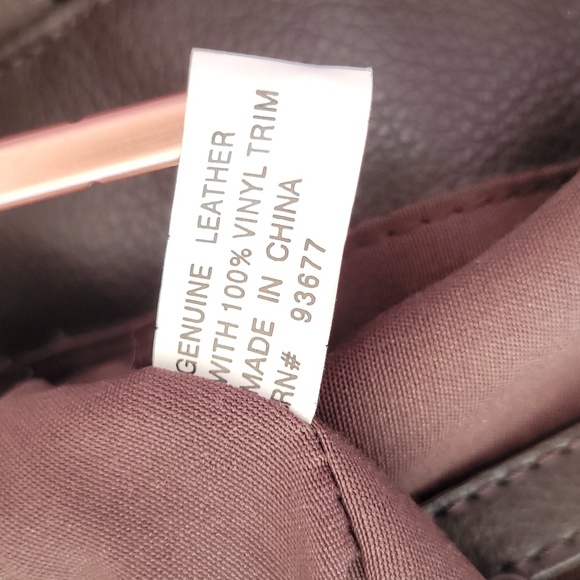 GENUINE LEATHER
WITH 100% VINYL TRIM
MADE IN CHINA
RN# 93677